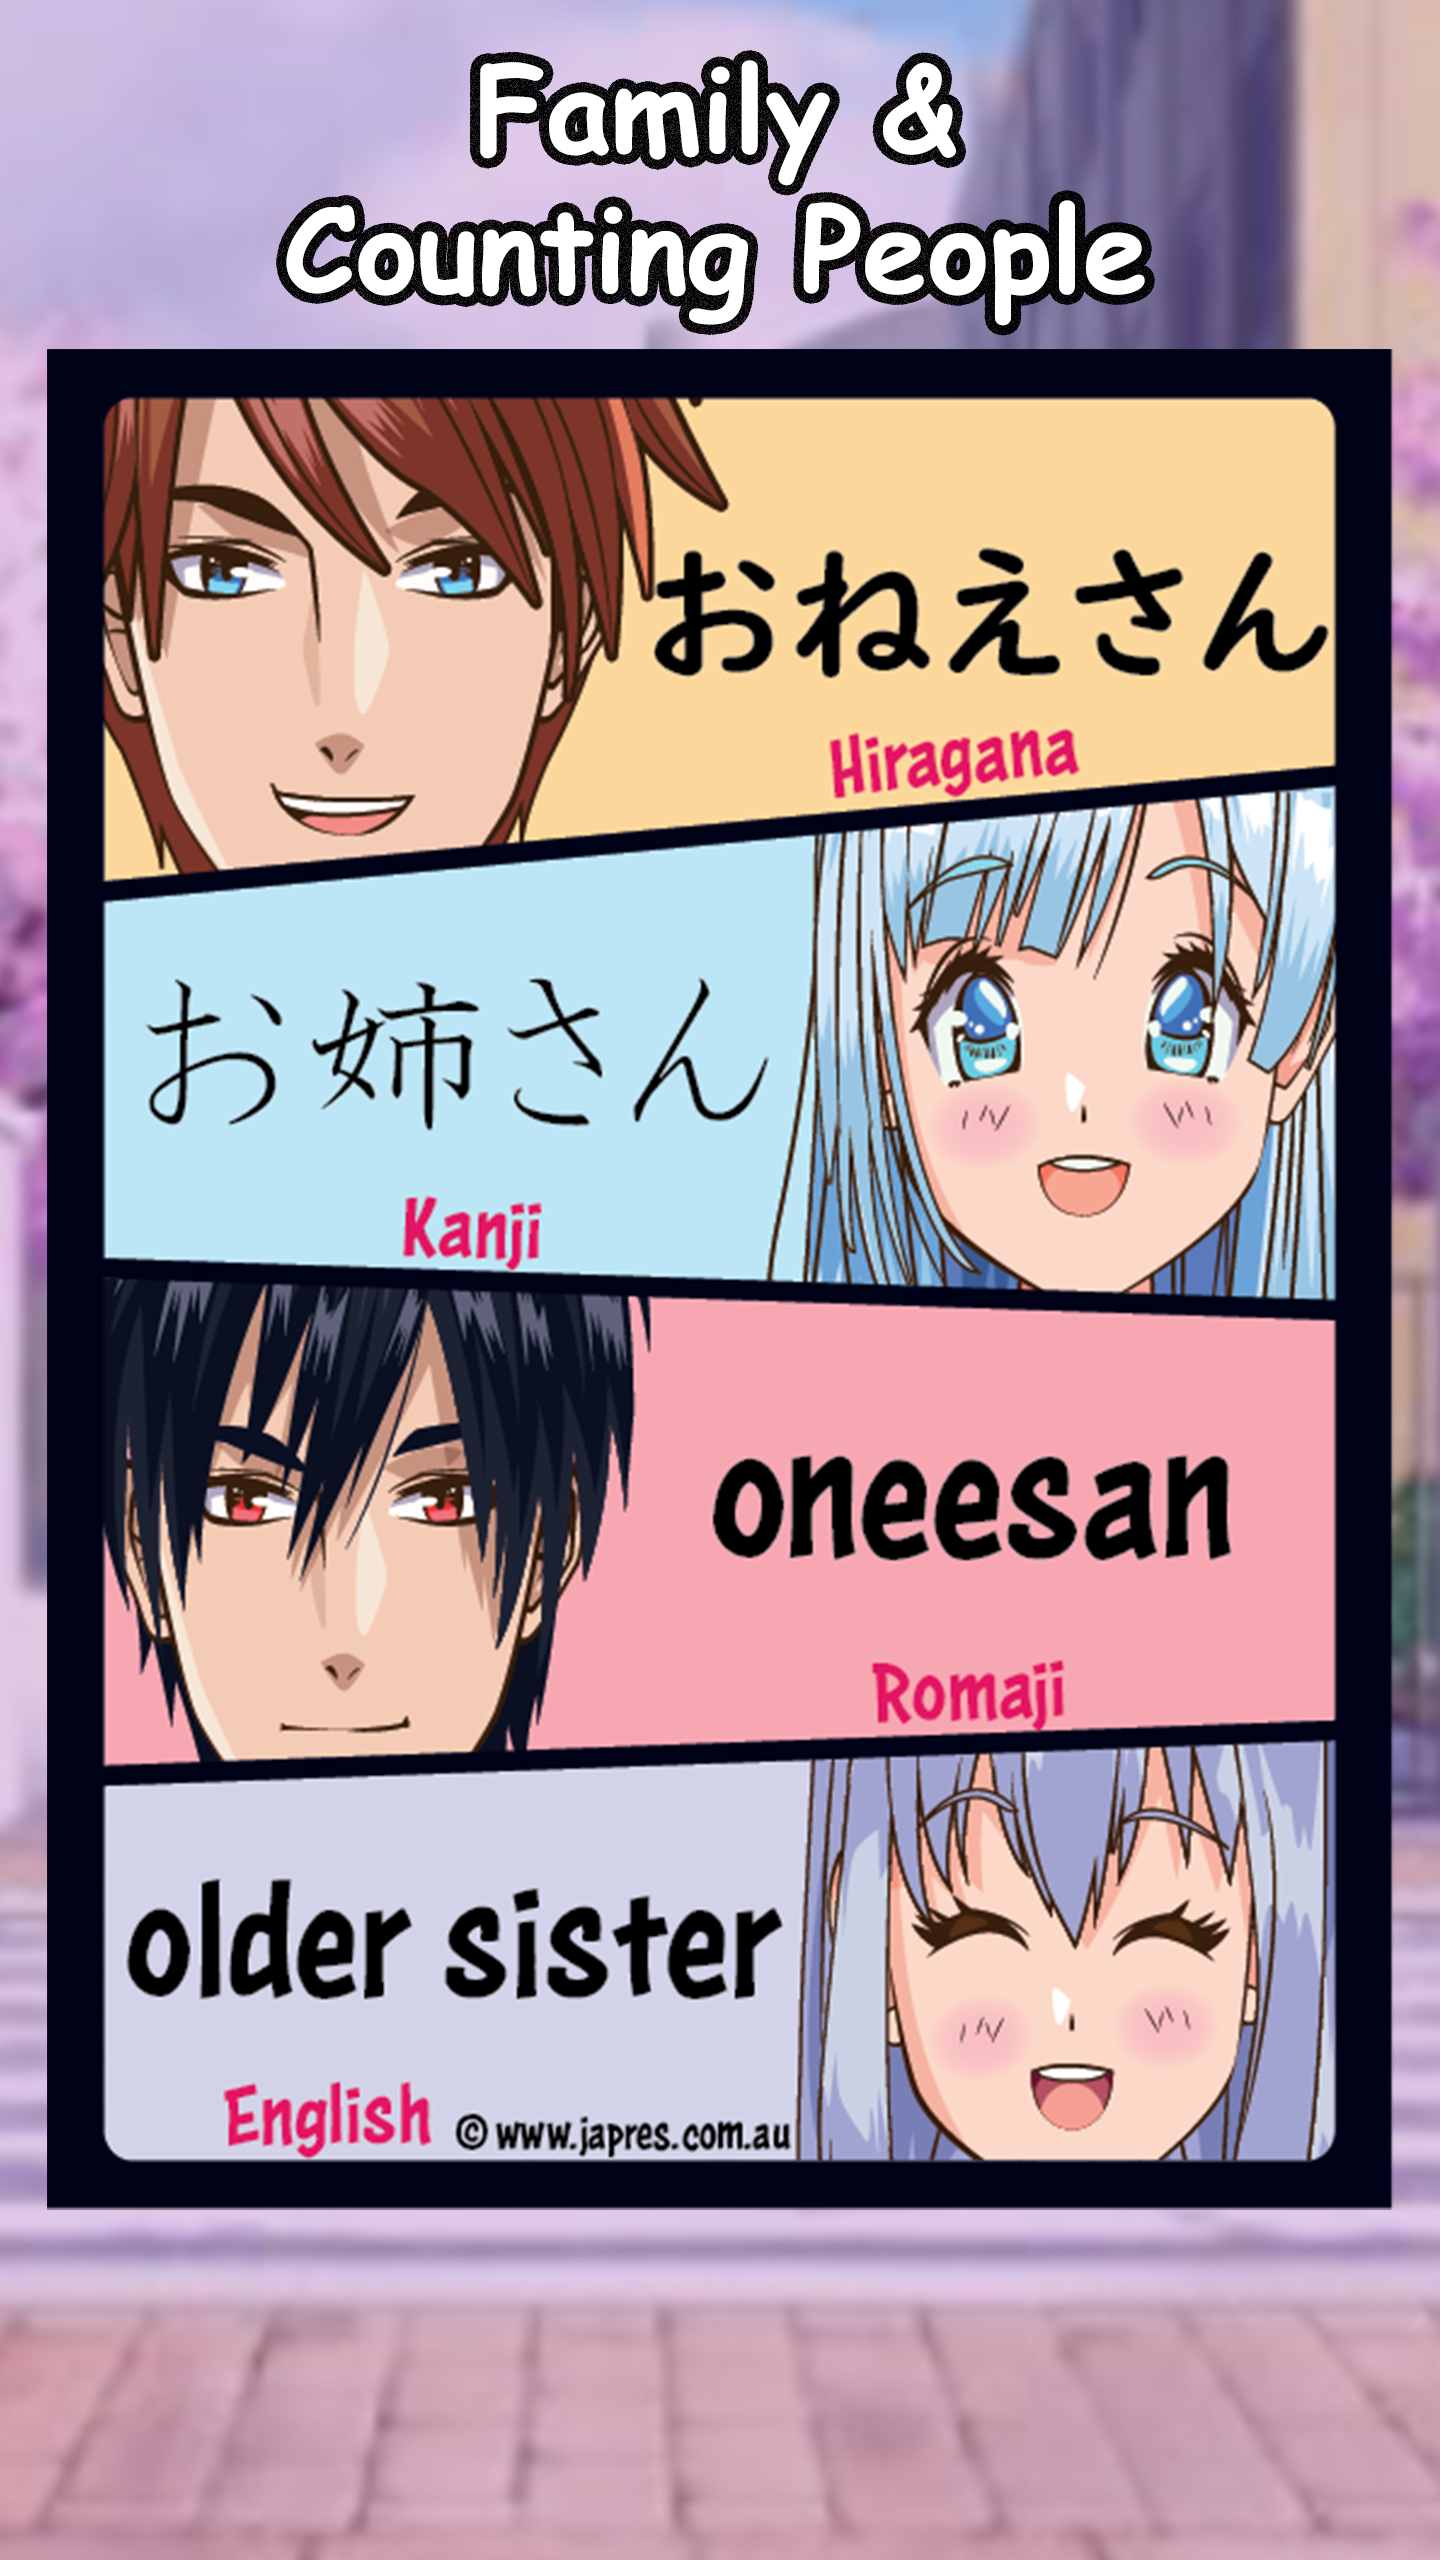 Family &
Counting People
おねえさん
Hiragana
お姉さん
Kanji
oneesan
Romaji
older sister
English
© www.japres.com.au